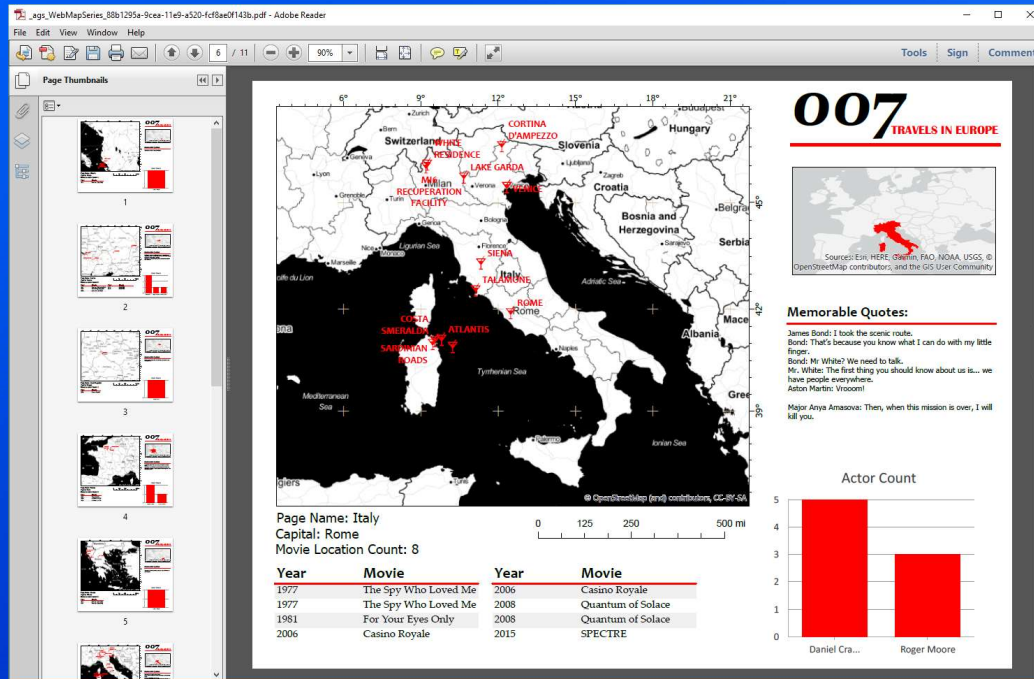 _ags_WebMapSeries_88b1295a-9cea-11e9-a520-fcf8ae0f143b.pdf - Adobe Reader
File Edit View Window Help
6 / 11 90% Tools Sign Comment
Page Thumbnails
1
2
3
4
5
007 TRAVELS IN EUROPE
6° 9° 12° 15° 18° 21°
45°
42°
39°
Zurich
Bern
Switzerland
Geneva
Lyon
Grenoble
Turin
Milan
Verona
Genoa
Bologna
Nice
Monaco
Marseille
Ligurian Sea
Florence
Italy
Rome
Naples
Adriatic Sea
Tyrrhenian Sea
Mediterranean
Sea
Ionian Sea
Palermo
Tunis
Budapest
Hungary
Slovenia
Ljubljana
Zagreb
Croatia
Bosnia and
Herzegovina
Sarajevo
Belgra
Serbia
Mace
Albania
Gree
giers
olfe du Lion
CORTINA
D'AMPEZZO
WHITE
RESIDENCE
LAKE GARDA
MI6
RECUPERATION
FACILITY
VENICE
SIENA
TALAMONE
ROME
COSTA
SMERALDA
ATLANTIS
SARDINIAN
ROADS
© OpenStreetMap (and) contributors, CC-BY-SA
Sources: Esri, HERE, Garmin, FAO, NOAA, USGS, ©
OpenStreetMap contributors, and the GIS User Community
Memorable Quotes:
James Bond: I took the scenic route.
Bond: That's because you know what I can do with my little
finger.
Bond: Mr White? We need to talk.
Mr. White: The first thing you should know about us is... we
have people everywhere.
Aston Martin: Vrooom!
Major Anya Amasova: Then, when this mission is over, I will
kill you.
Page Name: Italy
Capital: Rome
Movie Location Count: 8
0 125 250 500 mi
Year Movie Year Movie
1977 The Spy Who Loved Me 2006 Casino Royale
1977 The Spy Who Loved Me 2008 Quantum of Solace
1981 For Your Eyes Only 2008 Quantum of Solace
2006 Casino Royale 2015 SPECTRE
Actor Count
5
4
3
2
1
0
Daniel Cra... Roger Moore